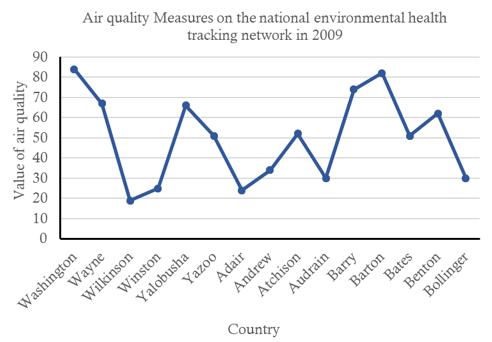 Air quality Measures on the national environmental health
tracking network in 2009
Value of air quality
90
80
70
60
50
40
30
20
10
0
Washington
Wayne
Wilkinson
Winston
Yalobusha
Yazoo
Adair
Andrew
Atchison
Audrain
Barry
Barton
Bates
Benton
Bollinger
Country